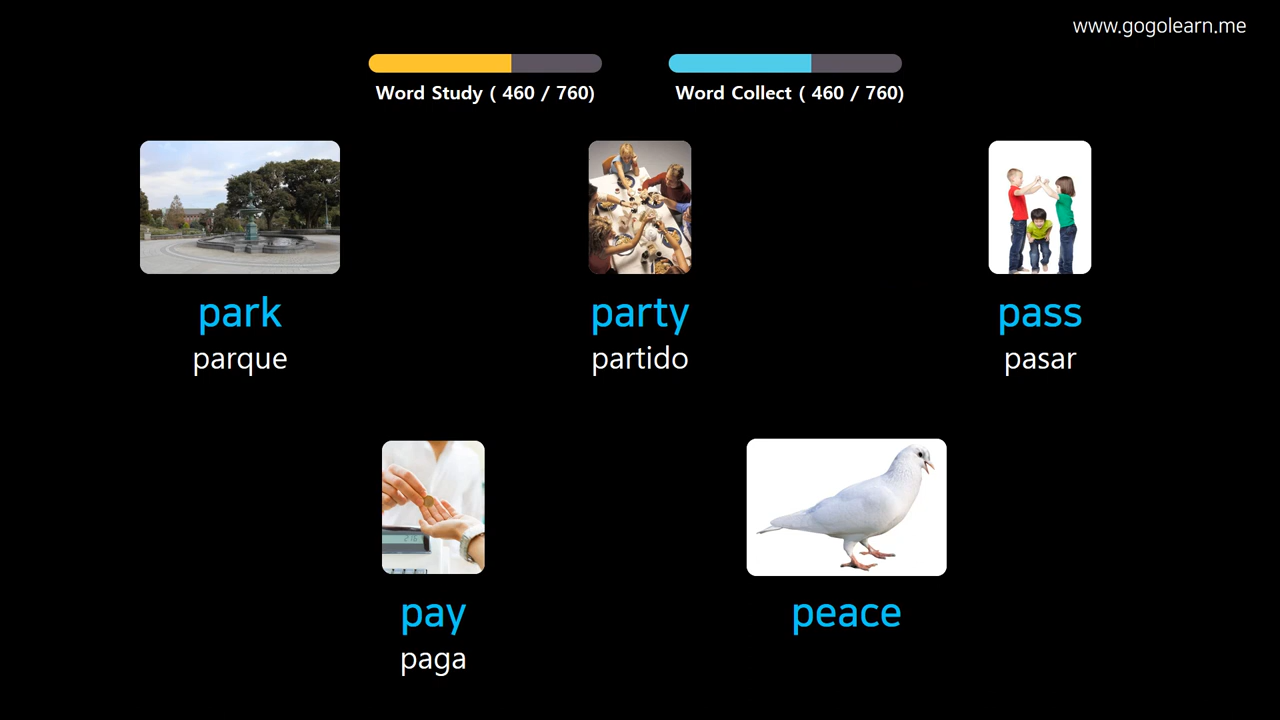 www.gogolearn.me
Word Study ( 460 / 760)
Word Collect ( 460 / 760)
park
parque
party
partido
pass
pasar
216
pay
paga
peace